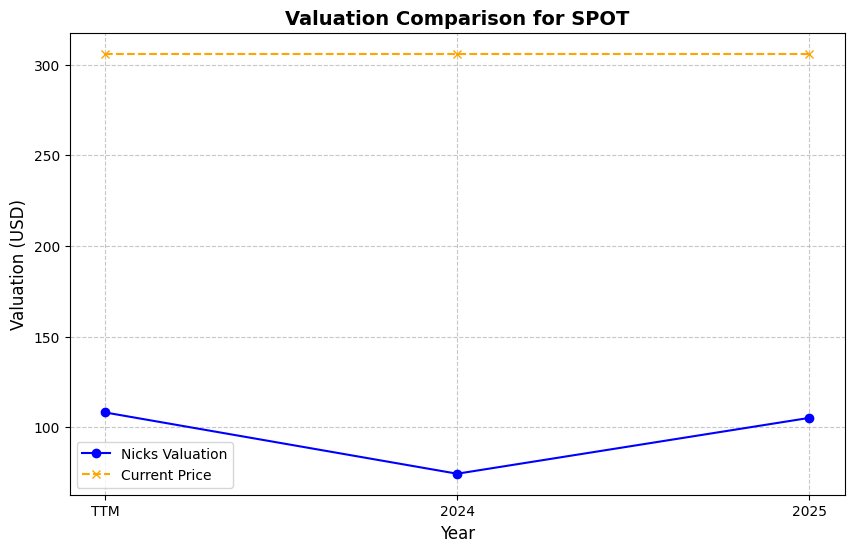 Valuation Comparison for SPOT
Valuation (USD)
300
250
200
150
100
Nicks Valuation
Current Price
TTM
2024
2025
Year